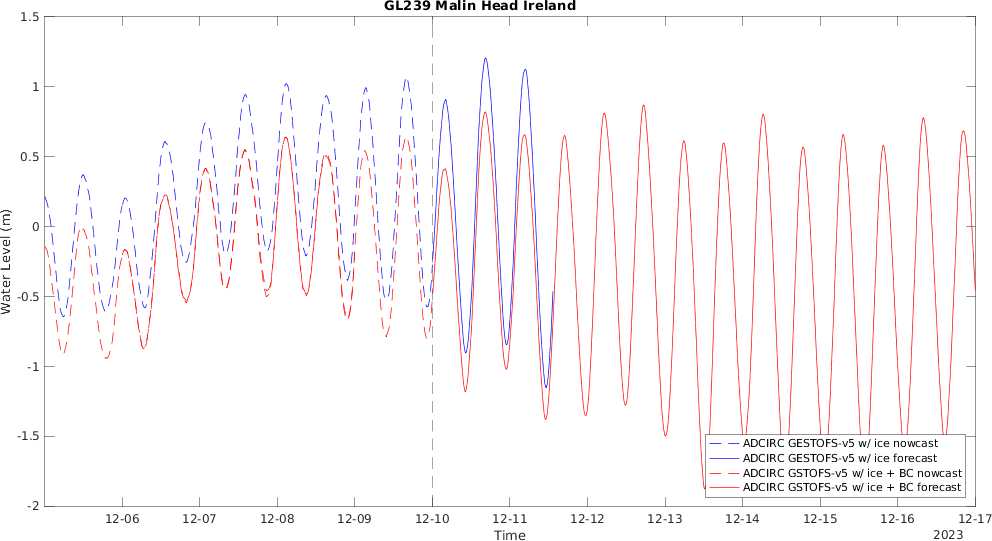 GL239 Malin Head Ireland
1.5
1
0.5
0
-0.5
-1
-1.5
-2
Water Level (m)
ADCIRC GESTOFS-v5 w/ ice nowcast
ADCIRC GESTOFS-v5 w/ ice forecast
ADCIRC GSTOFS-v5 w/ ice + BC nowcast
ADCIRC GSTOFS-v5 w/ ice + BC forecast
12-06 12-07 12-08 12-09 12-10 12-11 12-12 12-13 12-14 12-15 12-16 12-17
Time
2023